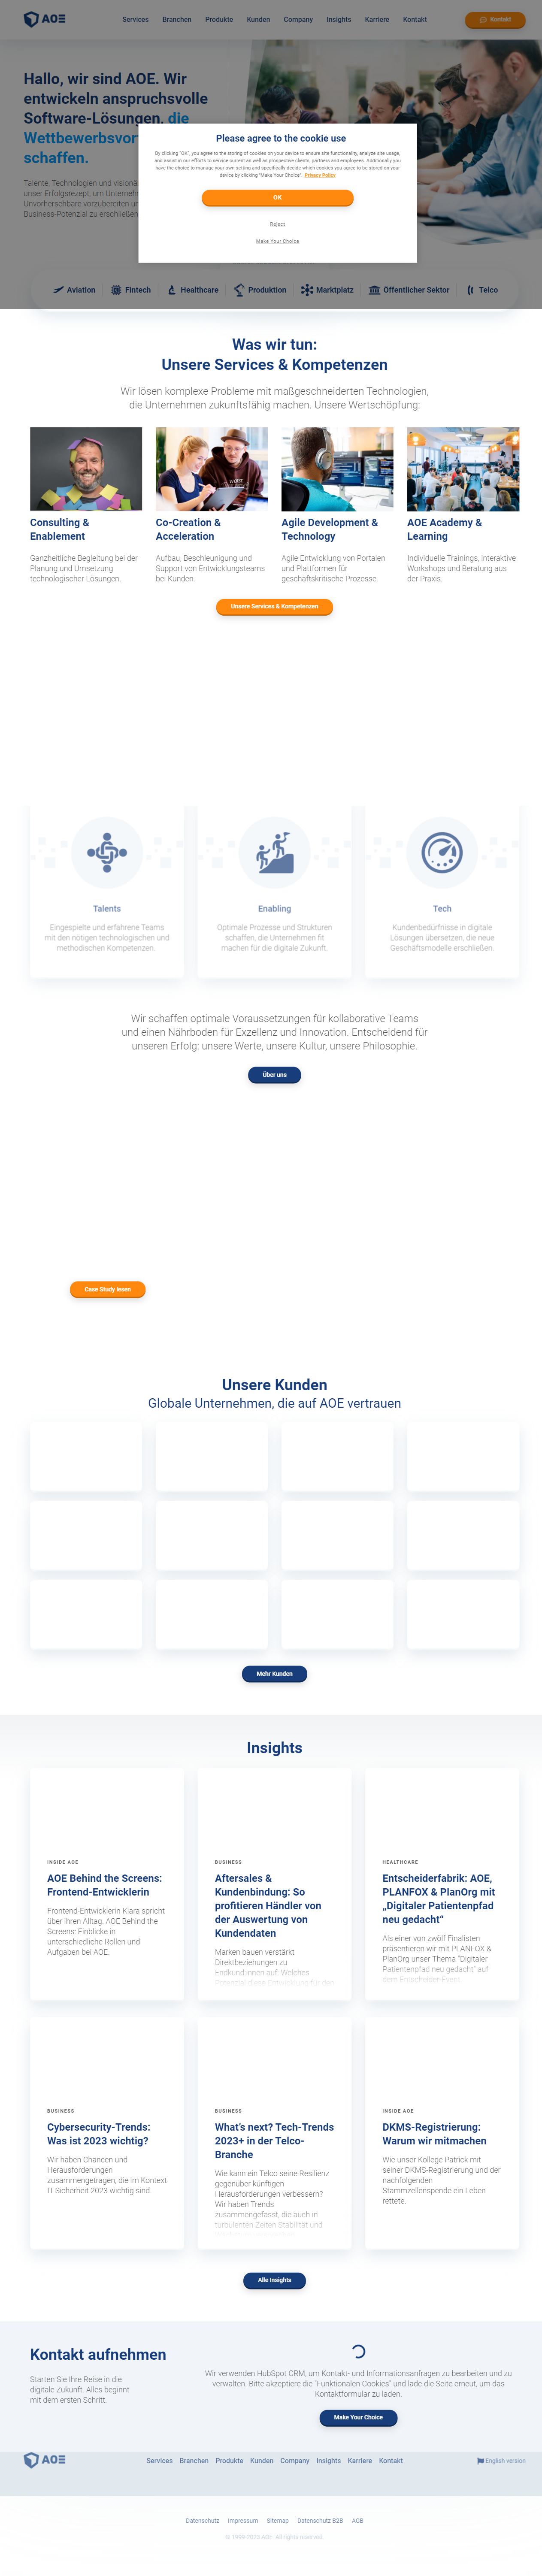 AOE
Services Branchen Produkte Kunden Company Insights Karriere Kontakt
Kontakt
Hallo, wir sind AOE. Wir
entwickeln anspruchsvolle
Software-Lösungen, die
Wettbewerbsvor
schaffen.
Talente, Technologien und visionä
unser Erfolgsrezept, um Unterneh
Unvorhersehbare vorzubereiten un
Business-Potenzial zu erschließen
Please agree to the cookie use
By clicking "OK", you agree to the storing of cookies on your device to ensure site functionality, analyze site usage,
and assist in our efforts to service current as well as prospective clients, partners and employees. Additionally you
have the choice to manage your own setting and specifically decide which cookies you agree to be stored on your
device by clicking "Make Your Choice". Privacy Policy
OK
Reject
Make Your Choice
Aviation Fintech Healthcare Produktion Marktplatz Öffentlicher Sektor Telco
Was wir tun:
Unsere Services & Kompetenzen
Wir lösen komplexe Probleme mit maßgeschneiderten Technologien,
die Unternehmen zukunftsfähig machen. Unsere Wertschöpfung:
Consulting &
Enablement
Ganzheitliche Begleitung bei der
Planung und Umsetzung
technologischer Lösungen.
Co-Creation &
Acceleration
Aufbau, Beschleunigung und
Support von Entwicklungsteams
bei Kunden.
Agile Development &
Technology
Agile Entwicklung von Portalen
und Plattformen für
geschäftskritische Prozesse.
AOE Academy &
Learning
Individuelle Trainings, interaktive
Workshops und Beratung aus
der Praxis.
Unsere Services & Kompetenzen
Talents
Eingespielte und erfahrene Teams
mit den nötigen technologischen und
methodischen Kompetenzen.
Enabling
Optimale Prozesse und Strukturen
schaffen, die Unternehmen fit
machen für die digitale Zukunft.
Tech
Kundenbedürfnisse in digitale
Lösungen übersetzen, die neue
Geschäftsmodelle erschließen.
Wir schaffen optimale Voraussetzungen für kollaborative Teams
und einen Nährboden für Exzellenz und Innovation. Entscheidend für
unseren Erfolg: unsere Werte, unsere Kultur, unsere Philosophie.
Über uns
Case Study lesen
Unsere Kunden
Globale Unternehmen, die auf AOE vertrauen
Mehr Kunden
Insights
INSIDE AOE
AOE Behind the Screens:
Frontend-Entwicklerin
Frontend-Entwicklerin Klara spricht
über ihren Alltag. AOE Behind the
Screens: Einblicke in
unterschiedliche Rollen und
Aufgaben bei AOE.
BUSINESS
Aftersales &
Kundenbindung: So
profitieren Händler von
der Auswertung von
Kundendaten
Marken bauen verstärkt
Direktbeziehungen zu
Endkund:innen auf. Welches
Potenzial diese Entwicklung für den
HEALTHCARE
Entscheiderfabrik: AOE,
PLANFOX & PlanOrg mit
„Digitaler Patientenpfad
neu gedacht"
Als einer von zwölf Finalisten
präsentieren wir mit PLANFOX &
PlanOrg unser Thema "Digitaler
Patientenpfad neu gedacht" auf
dem Entscheider-Event.
BUSINESS
Cybersecurity-Trends:
Was ist 2023 wichtig?
Wir haben Chancen und
Herausforderungen
zusammengetragen, die im Kontext
IT-Sicherheit 2023 wichtig sind.
BUSINESS
What's next? Tech-Trends
2023+ in der Telco-
Branche
Wie kann ein Telco seine Resilienz
gegenüber künftigen
Herausforderungen verbessern?
Wir haben Trends
zusammengefasst, die auch in
turbulenten Zeiten Stabilität und
INSIDE AOE
DKMS-Registrierung:
Warum wir mitmachen
Wie unser Kollege Patrick mit
seiner DKMS-Registrierung und der
nachfolgenden
Stammzellenspende ein Leben
rettete.
Alle Insights
Kontakt aufnehmen
Starten Sie Ihre Reise in die
digitale Zukunft. Alles beginnt
mit dem ersten Schritt.
Wir verwenden HubSpot CRM, um Kontakt- und Informationsanfragen zu bearbeiten und zu
verwalten. Bitte akzeptiere die "Funktionalen Cookies" und lade die Seite erneut, um das
Kontaktformular zu laden.
Make Your Choice
AOE
Services Branchen Produkte Kunden Company Insights Karriere Kontakt
English version
Datenschutz Impressum Sitemap Datenschutz B2B AGB
© 1999-2023 AOE. All rights reserved.